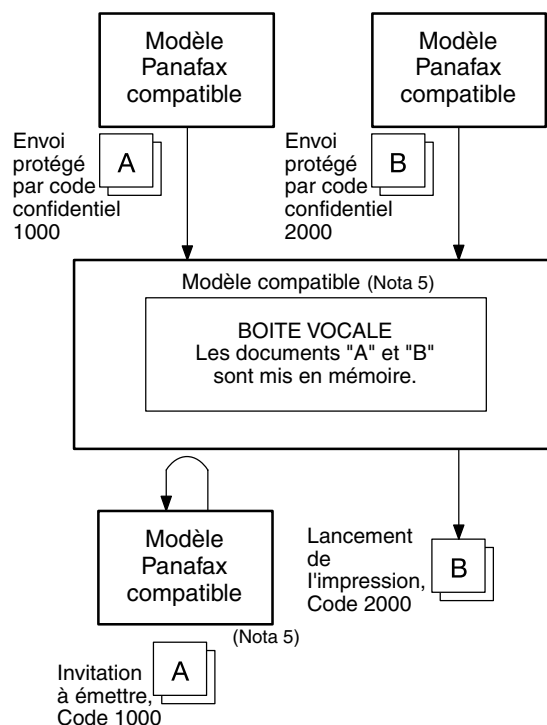 Modèle
Panafax
compatible
Modèle
Panafax
compatible
Envoi
protégé
par code
confidentiel
1000
A
Envoi
protégé
par code
confidentiel
2000
B
Modèle compatible (Nota 5)
BOITE VOCALE
Les documents "A" et "B"
sont mis en mémoire.
Modèle
Panafax
compatible
(Nota 5)
Lancement
de
l'impression,
Code 2000
B
Invitation
à émettre,
Code 1000
A